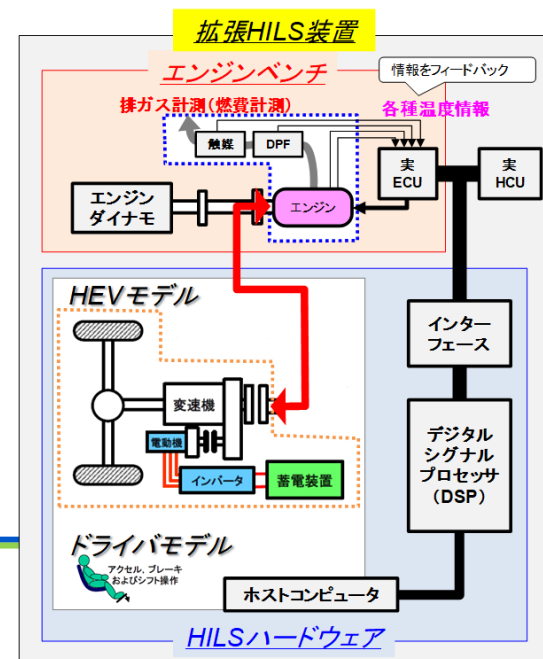 拡張HILS装置
エンジンベンチ
情報をフィードバック
排ガス計測(燃費計測)
各種温度情報
触媒
DPF
実
ECU
実
HCU
エンジン
ダイナモ
エンジン
HEVモデル
インター
フェース
変速機
電動機
インバータ
蓄電装置
デジタル
シグナル
プロセッサ
(DSP)
ドライバモデル
アクセル、ブレーキ
およびシフト操作
ホストコンピュータ
HILSハードウェア